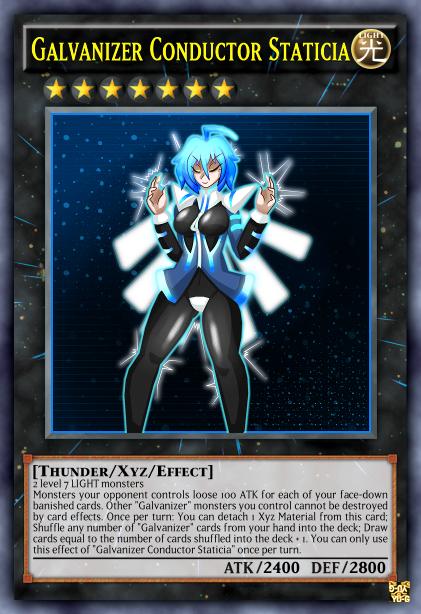 GALVANIZER CONDUCTOR STATICIA
LIGHT
光
[THUNDER/XYZ/EFFECT]
2 level 7 LIGHT monsters
Monsters your opponent controls loose 100 ATK for each of your face-down
banished cards. Other "Galvanizer" monsters you control cannot be destroyed
by card effects. Once per turn: You can detach 1 Xyz Material from this card;
Shuffle any number of "Galvanizer" cards from your hand into the deck; Draw
cards equal to the number of cards shuffled into the deck + 1. You can only use
this effect of "Galvanizer Conductor Staticia" once per turn.
ATK/2400 DEF/2800